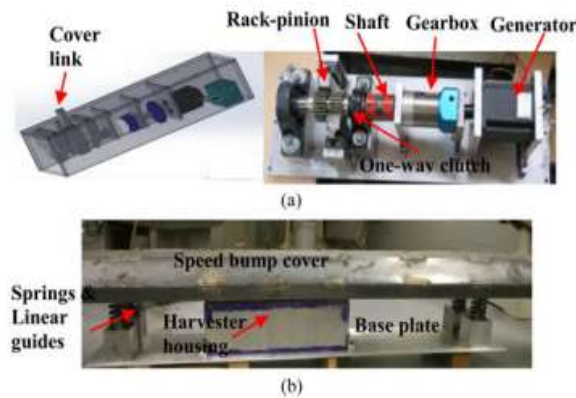 Rack-pinion
Shaft
Gearbox
Generator
Cover
link
One-way clutch
(a)
Speed bump cover
Springs &
Linear
guides
Harvester
housing
Base plate
(b)